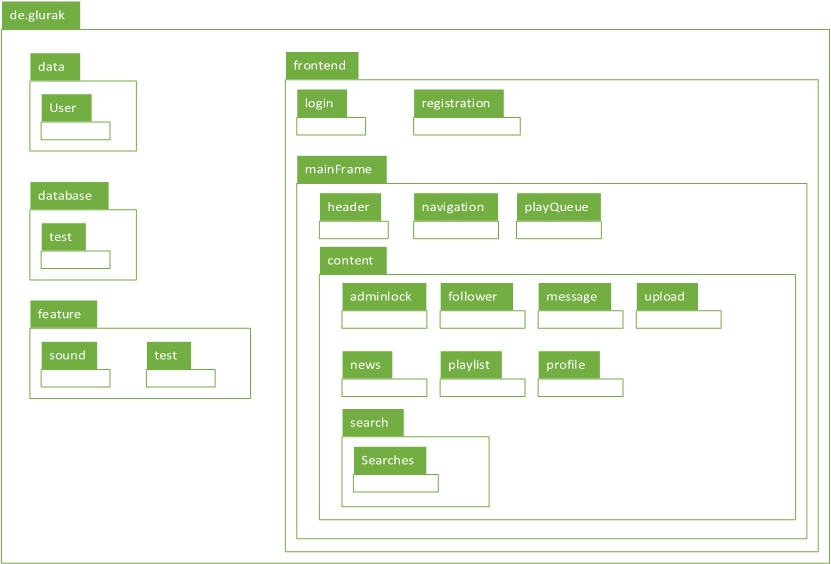 de.glurak
data
User
database
test
feature
sound
test
frontend
login
registration
mainFrame
header
navigation
playQueue
content
adminlock
follower
message
upload
news
playlist
profile
search
Searches